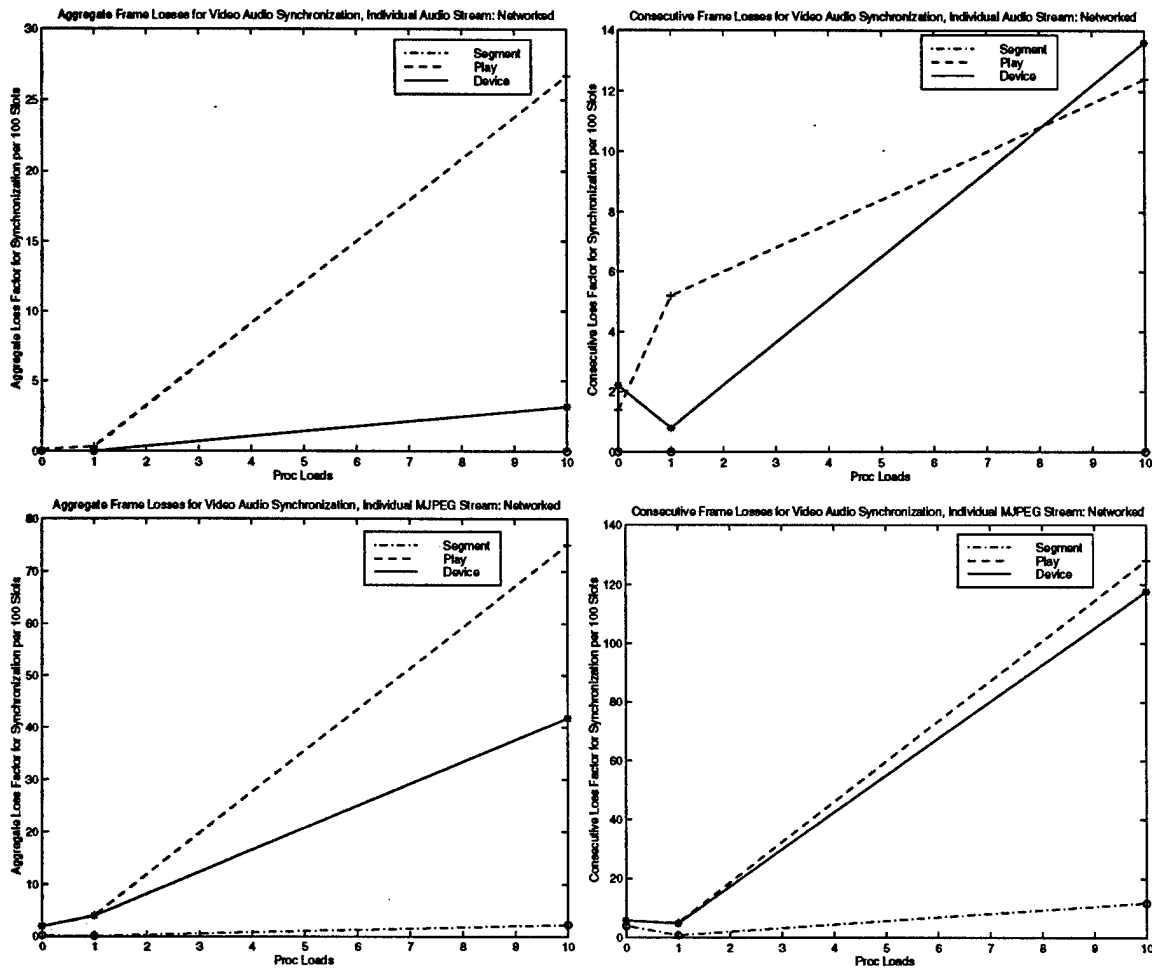 Aggregate Frame Losses for Video Audio Synchronization, Individual Audio Stream: Networked
Aggregate Loss Factor for Synchronization per 100 Slots
30
25
20
15
10
5
0
Segment
Play
Device
0 1 2 3 4 5 6 7 8 9 10
Proc Loads
Consecutive Frame Losses for Video Audio Synchronization, Individual Audio Stream: Networked
Consecutive Loss Factor for Synchronization per 100 Slots
14
12
10
8
6
4
2
0
Segment
Play
Device
0 1 2 3 4 5 6 7 8 9 10
Proc Loads
Aggregate Frame Losses for Video Audio Synchronization, Individual MJPEG Stream: Networked
Aggregate Loss Factor for Synchronization per 100 Slots
80
70
60
50
40
30
20
10
0
Segment
Play
Device
0 1 2 3 4 5 6 7 8 9 10
Proc Loads
Consecutive Frame Losses for Video Audio Synchronization, Individual MJPEG Stream: Networked
Consecutive Loss Factor for Synchronization per 100 Slots
140
120
100
80
60
40
20
0
Segment
Play
Device
0 1 2 3 4 5 6 7 8 9 10
Proc Loads